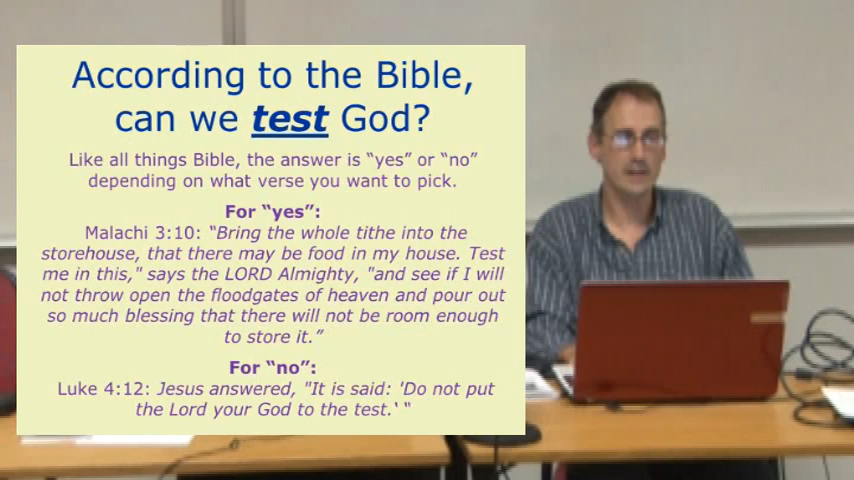 According to the Bible,
can we test God?
Like all things Bible, the answer is “yes” or “no”
depending on what verse you want to pick.
For “yes”:
Malachi 3:10: “Bring the whole tithe into the
storehouse, that there may be food in my house. Test
me in this," says the LORD Almighty, "and see if I will
not throw open the floodgates of heaven and pour out
so much blessing that there will not be room enough
to store it.”
For “no”:
Luke 4:12: Jesus answered, "It is said: 'Do not put
the Lord your God to the test.' “